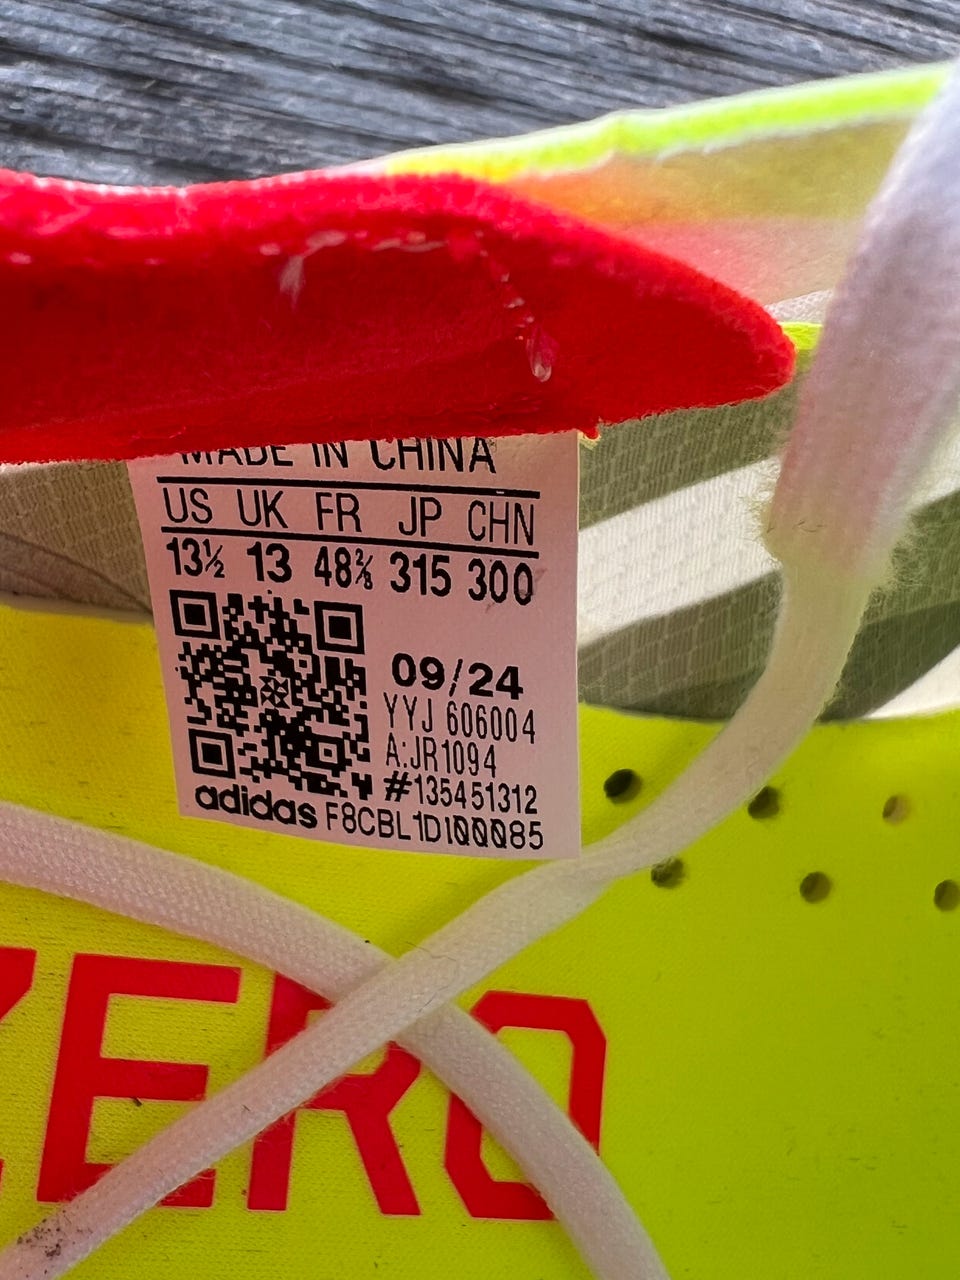 MADE IN CHINA
US UK FR JP CHN
13½ 13 48⅔ 315 300
09/24
YYJ 606004
A:JR1094
#135451312
adidas F8CBL1D100085
ZERO